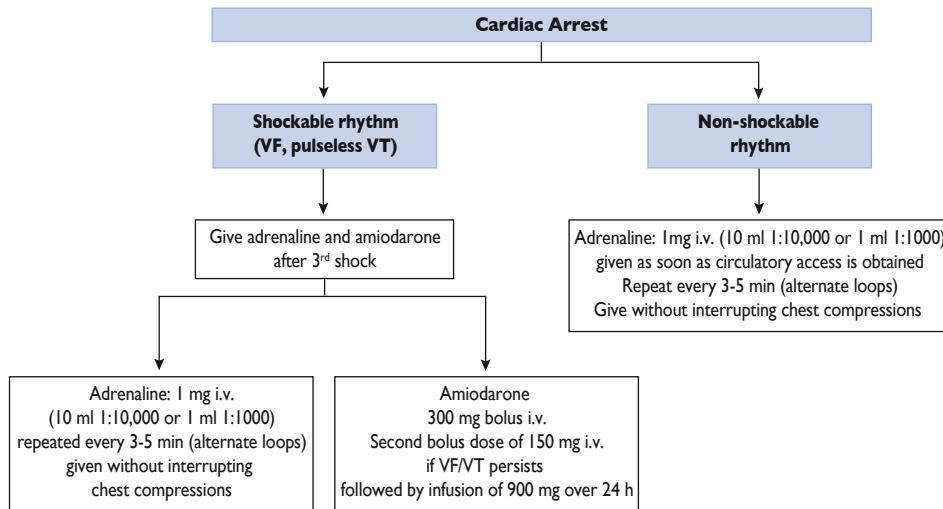 Cardiac Arrest
Shockable rhythm
(VF, pulseless VT)
Non-shockable
rhythm
Give adrenaline and amiodarone
after 3rd shock
Adrenaline: 1mg i.v. (10 ml 1:10,000 or 1 ml 1:1000)
given as soon as circulatory access is obtained
Repeat every 3-5 min (alternate loops)
Give without interrupting chest compressions
Adrenaline: 1 mg i.v.
(10 ml 1:10,000 or 1 ml 1:1000)
repeated every 3-5 min (alternate loops)
given without interrupting
chest compressions
Amiodarone
300 mg bolus i.v.
Second bolus dose of 150 mg i.v.
if VF/VT persists
followed by infusion of 900 mg over 24 h